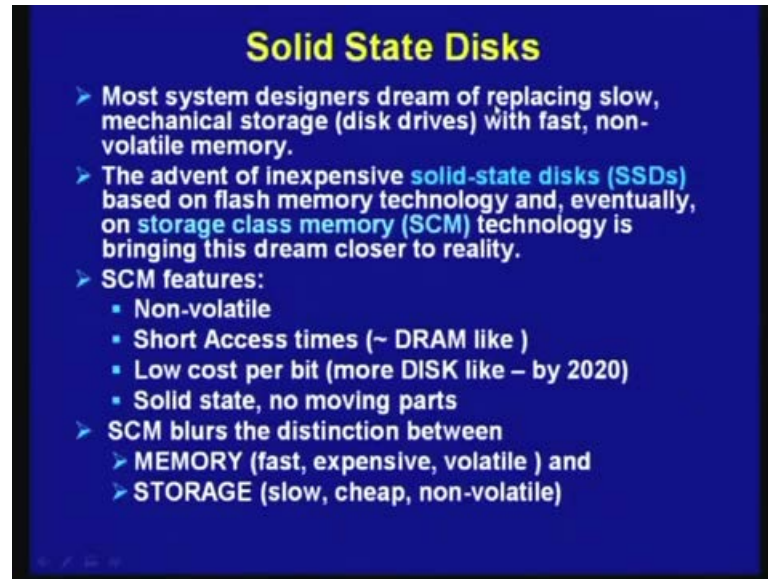 Solid State Disks
➢ Most system designers dream of replacing slow,
mechanical storage (disk drives) with fast, non-
volatile memory.
➢ The advent of inexpensive solid-state disks (SSDs)
based on flash memory technology and, eventually,
on storage class memory (SCM) technology is
bringing this dream closer to reality.
➢ SCM features:
▪ Non-volatile
▪ Short Access times (~ DRAM like )
▪ Low cost per bit (more DISK like – by 2020)
▪ Solid state, no moving parts
➢ SCM blurs the distinction between
➢ MEMORY (fast, expensive, volatile ) and
➢ STORAGE (slow, cheap, non-volatile)